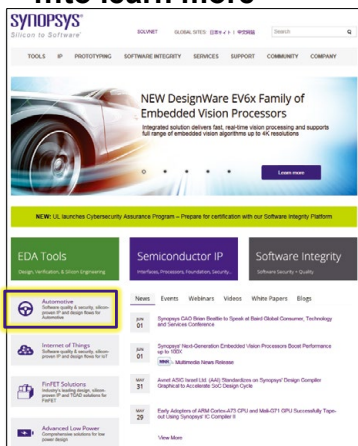 into learn more
SYNOPSYS®
Silicon to Software™
SOLVNET
GLOBAL SITES
Search
TOOLS IP PROTOTYPING SOFTWARE INTEGRITY SERVICES SUPPORT COMMUNITY COMPANY
NEW DesignWare EV6x Family of
Embedded Vision Processors
Integrated solution delivers fast, real-time vision processing and supports
full range of embedded vision algorithms up to 4K resolutions
Learn more
NEW: UL launches Cybersecurity Assurance Program – Prepare for certification with our Software Integrity Platform
EDA Tools
Design, Verification, & Silicon Engineering
Semiconductor IP
Interfaces, Processors, Foundation, Security...
Software Integrity
Software Security + Quality
Automotive
Software quality & security, silicon-
proven IP and design flows for
Automotive
Internet of Things
Software quality & security, silicon-
proven IP and design flows for IoT
FinFET Solutions
Industry's leading design, silicon-
proven IP and TCAD solutions for
FinFET
Advanced Low Power
Comprehensive solutions for low
power design
News Events Webinars Videos White Papers Blogs
JUN
01
Synopsys CAO Brian Beattie to Speak at Baird Global Consumer, Technology
and Services Conference
JUN
01
Synopsys' Next-Generation Embedded Vision Processors Boost Performance
up to 100X
MNR - Multimedia News Release
MAY
31
Avnet ASIC Israel Ltd. (AAI) Standardizes on Synopsys' Design Compiler
Graphical to Accelerate SoC Design Cycle
MAY
29
Early Adopters of ARM Cortex-A73 CPU and Mali-G71 GPU Successfully Tape-
out Using Synopsys' IC Compiler II
View More